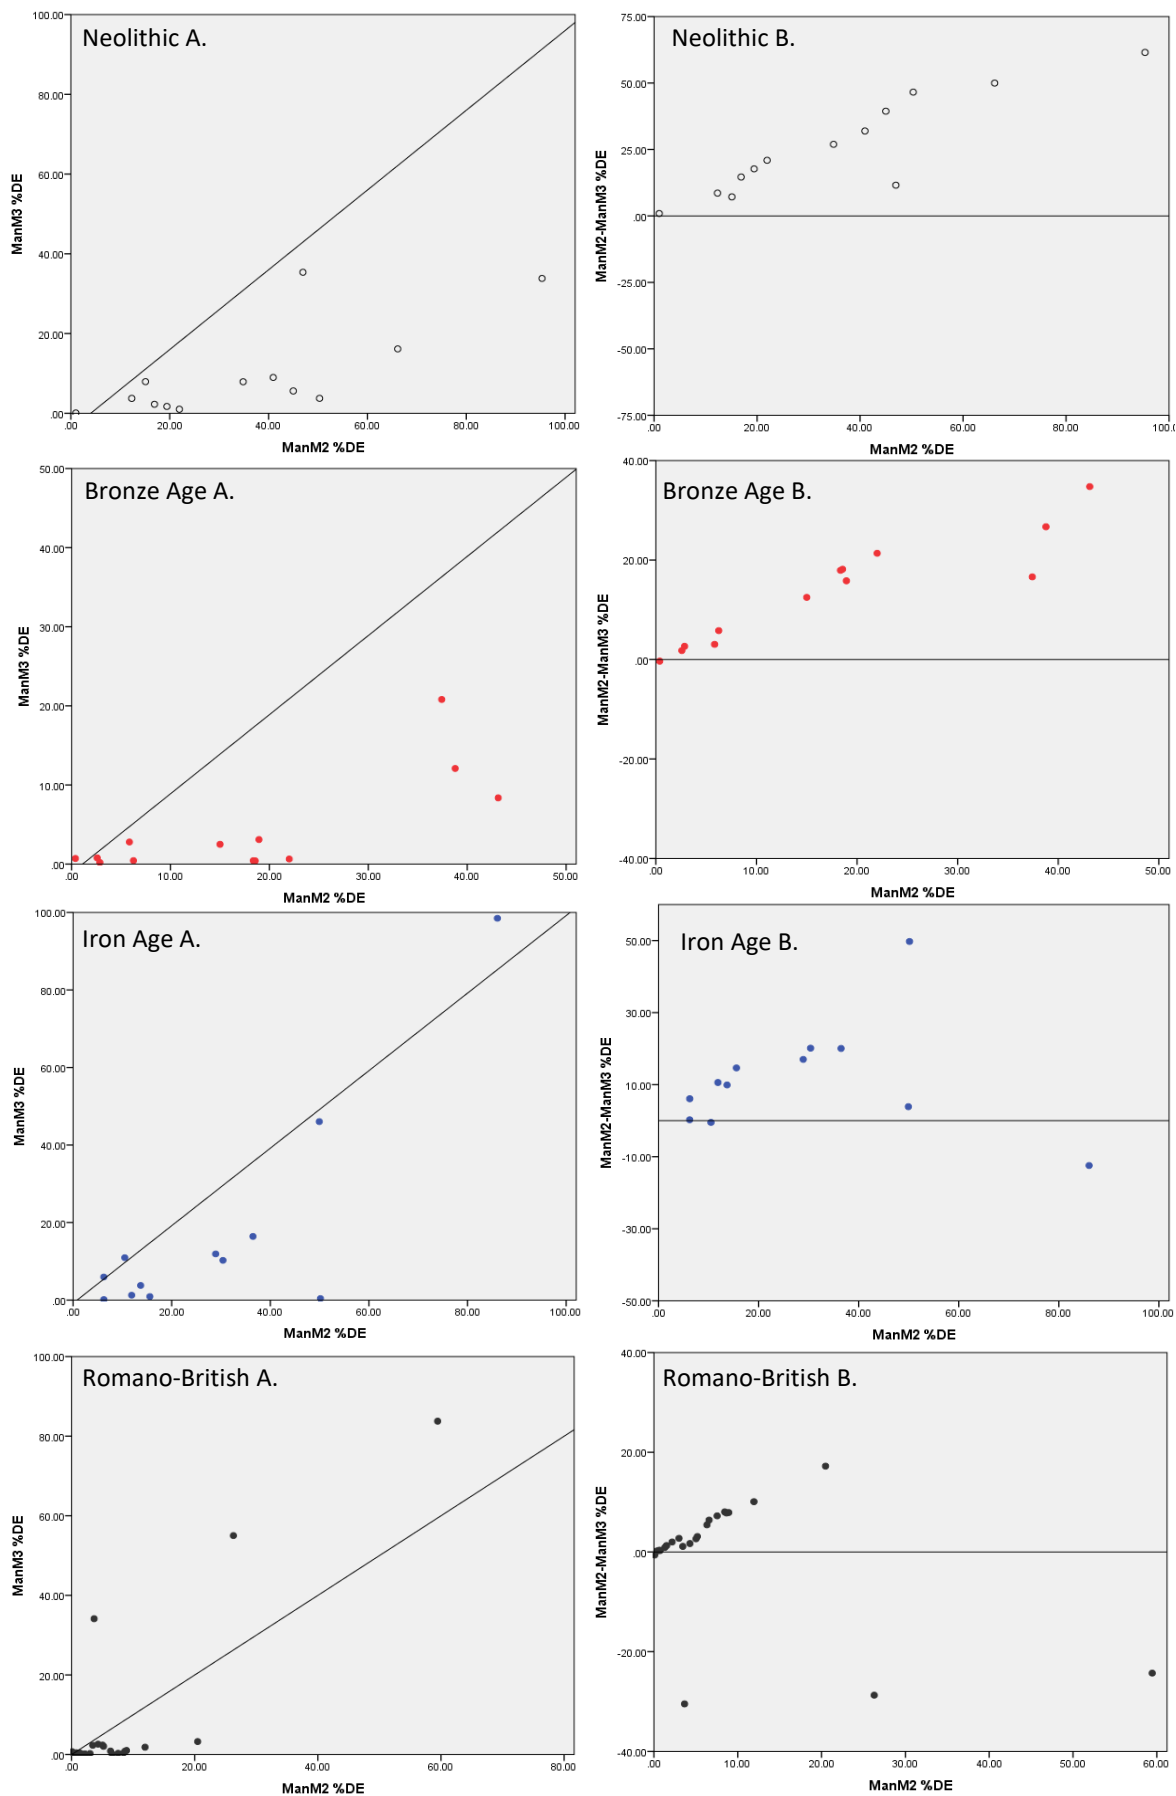 Neolithic A.
100.00
80.00
60.00
40.00
20.00
.00
ManM3 %DE
.00 20.00 40.00 60.00 80.00 100.00
ManM2 %DE
Neolithic B.
75.00
50.00
25.00
.00
-25.00
-50.00
-75.00
ManM2-ManM3 %DE
.00 20.00 40.00 60.00 80.00 100.00
ManM2 %DE
Bronze Age A.
50.00
40.00
30.00
20.00
10.00
.00
ManM3 %DE
.00 10.00 20.00 30.00 40.00 50.00
ManM2 %DE
Bronze Age B.
40.00
20.00
.00
-20.00
-40.00
ManM2-ManM3 %DE
.00 10.00 20.00 30.00 40.00 50.00
ManM2 %DE
Iron Age A.
100.00
80.00
60.00
40.00
20.00
.00
ManM3 %DE
.00 20.00 40.00 60.00 80.00 100.00
ManM2 %DE
Iron Age B.
50.00
30.00
10.00
-10.00
-30.00
-50.00
ManM2-ManM3 %DE
.00 20.00 40.00 60.00 80.00 100.00
ManM2 %DE
Romano-British A.
100.00
80.00
60.00
40.00
20.00
.00
ManM3 %DE
.00 20.00 40.00 60.00 80.00
ManM2 %DE
Romano-British B.
40.00
20.00
.00
-20.00
-40.00
ManM2-ManM3 %DE
.00 10.00 20.00 30.00 40.00 50.00 60.00
ManM2 %DE